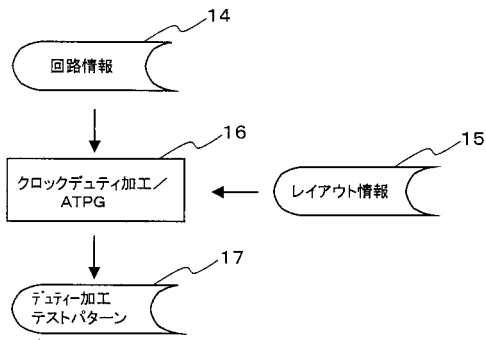 14
回路情報
16
クロックデュティ加工／
ATPG
15
レイアウト情報
17
デュティー加工
テストパターン